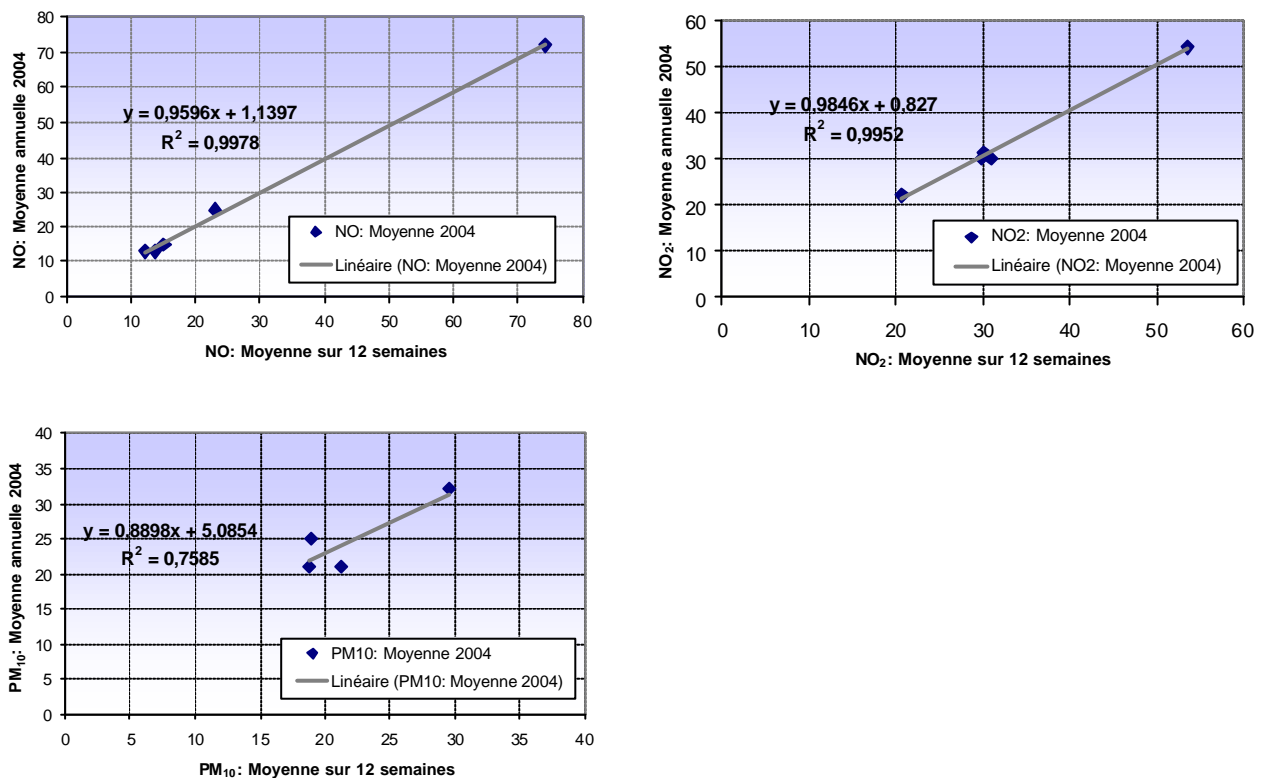 NO: Moyenne annuelle 2004
80
70
60
50
40
30
20
10
0
y = 0,9596x + 1,1397
R² = 0,9978
NO: Moyenne 2004
Linéaire (NO: Moyenne 2004)
0 10 20 30 40 50 60 70 80
NO: Moyenne sur 12 semaines
NO₂: Moyenne annuelle 2004
60
50
40
30
20
10
0
y = 0,9846x + 0,827
R² = 0,9952
NO2: Moyenne 2004
Linéaire (NO2: Moyenne 2004)
0 10 20 30 40 50 60
NO₂: Moyenne sur 12 semaines
PM₁₀: Moyenne annuelle 2004
40
35
30
25
20
15
10
5
0
y = 0,8898x + 5,0854
R² = 0,7585
PM10: Moyenne 2004
Linéaire (PM10: Moyenne 2004)
0 5 10 15 20 25 30 35 40
PM₁₀: Moyenne sur 12 semaines